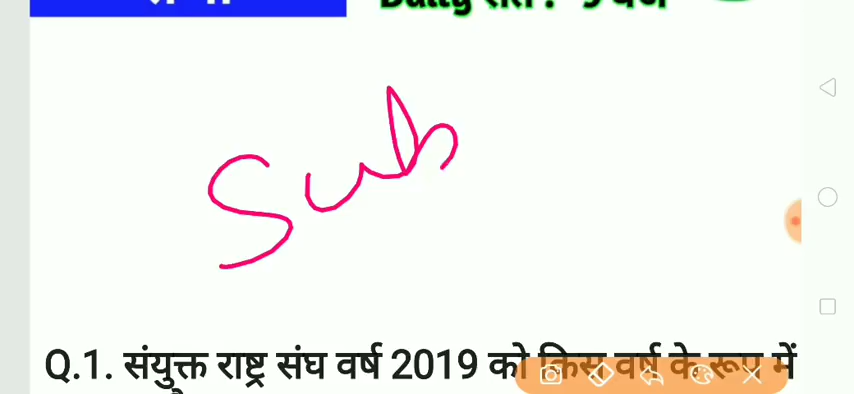 Sub
Q.1. संयुक्त राष्ट्र संघ वर्ष 2019 को किस वर्ष के रूप में